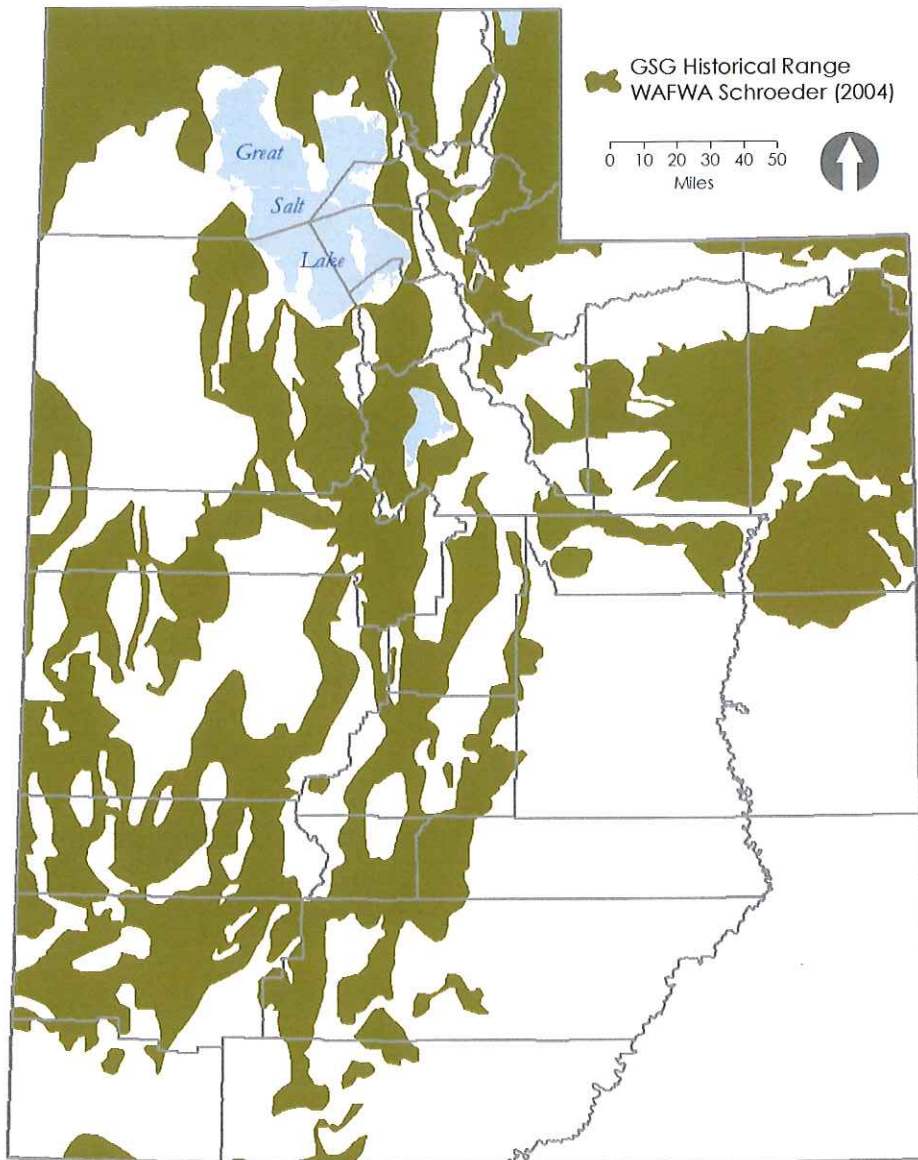 GSG Historical Range
WAFWA Schroeder (2004)
0 10 20 30 40 50
Miles
Great
Salt
Lake